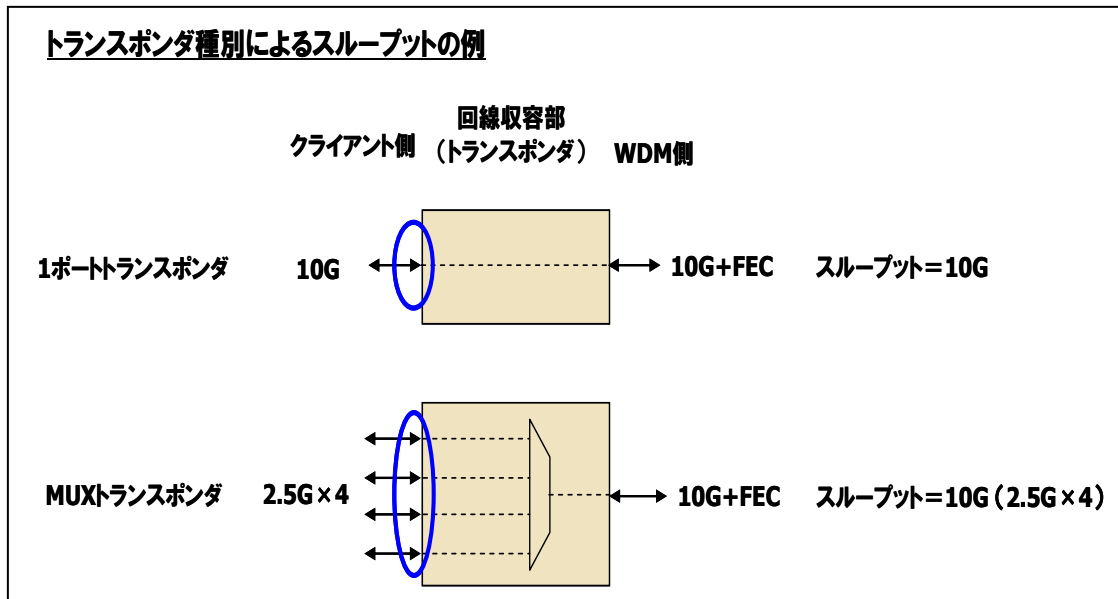 トランスポンダ種別によるスループットの例
回線収容部
クライアント側 （トランスポンダ） WDM側
1ポートトランスポンダ 10G 10G+FEC スループット＝10G
MUXトランスポンダ 2.5G×4 10G+FEC スループット＝10G（2.5G×4）